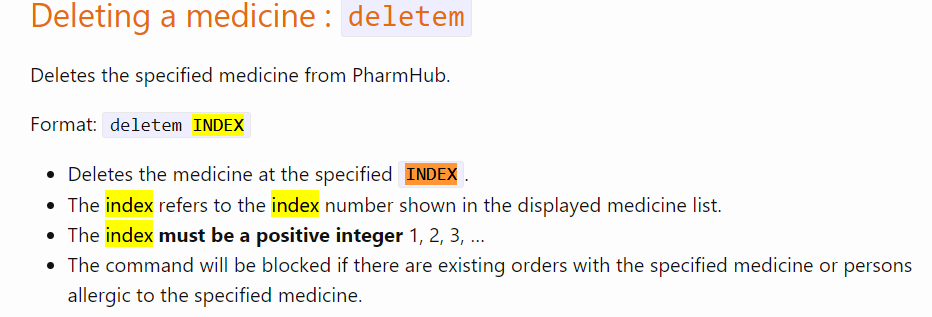 Deleting a medicine : deletem
Deletes the specified medicine from PharmHub.
Format: deletem INDEX
• Deletes the medicine at the specified INDEX.
• The index refers to the index number shown in the displayed medicine list.
• The index must be a positive integer 1, 2, 3, …
• The command will be blocked if there are existing orders with the specified medicine or persons
allergic to the specified medicine.